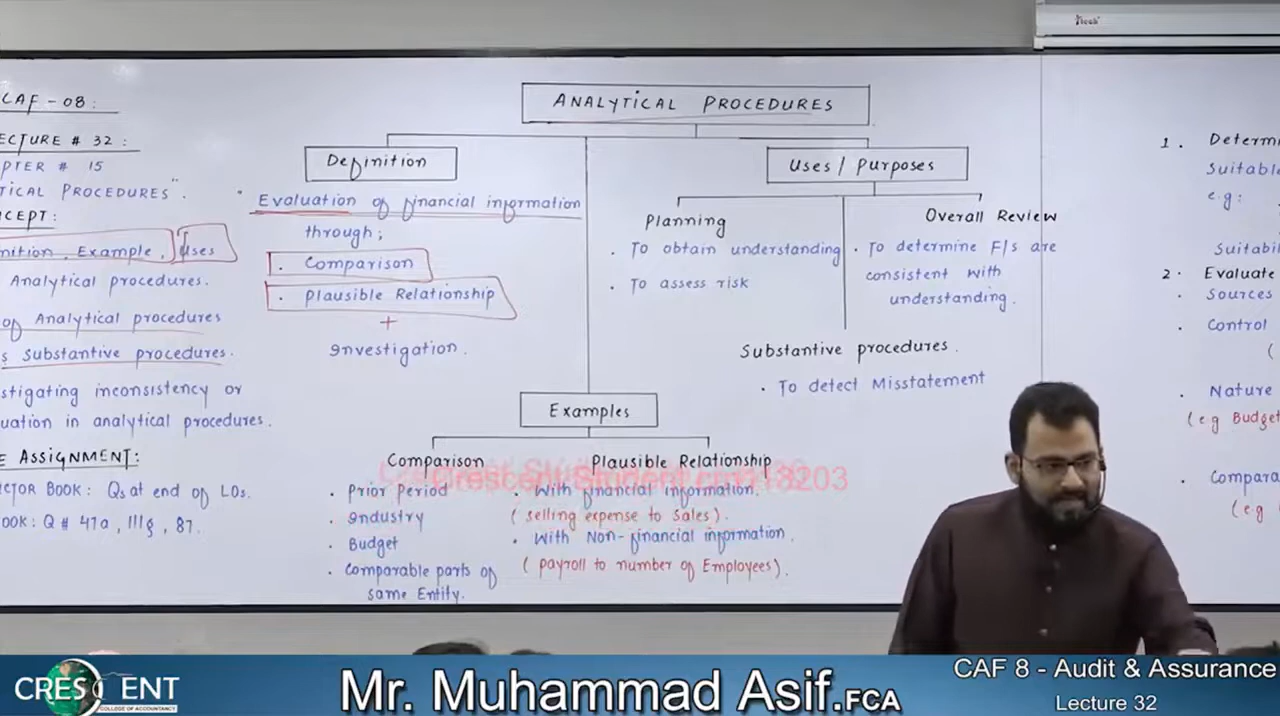 CAF - 08 :
ECTURE # 32 :
PTER # 15
TICAL PROCEDURES".
CEPT :
nition, Example, Uses
Analytical procedures.
of Analytical procedures
s Substantive procedures.
stigating inconsistency or
uation in analytical procedures.
E ASSIGNMENT:
CTOR BOOK : Qs at end of LOs.
OOK : Q # 47a, 111g, 87.
ANALYTICAL PROCEDURES
Definition
• Evaluation of financial information
through ;
• Comparison
• Plausible Relationship
+
Investigation.
Uses / Purposes
Planning
• To obtain understanding
• To assess risk
Overall Review
• To determine F/s are
consistent with
understanding.
Substantive procedures.
• To detect Misstatement
Examples
Comparison
• Prior Period
• Industry
• Budget
• Comparable parts of
same Entity.
Plausible Relationship
• With financial information.
( selling expense to sales ).
• With Non-financial information.
( payroll to number of Employees ).
1. Determi
Suitable
e.g :
Suitabi
2. Evaluate
• Sources
• Control
(
• Nature
(e.g Budget
• Compara
(e.g
CRESCENT
COLLEGE OF ACCOUNTANCY
Mr. Muhammad Asif.FCA
CAF 8 - Audit & Assurance
Lecture 32